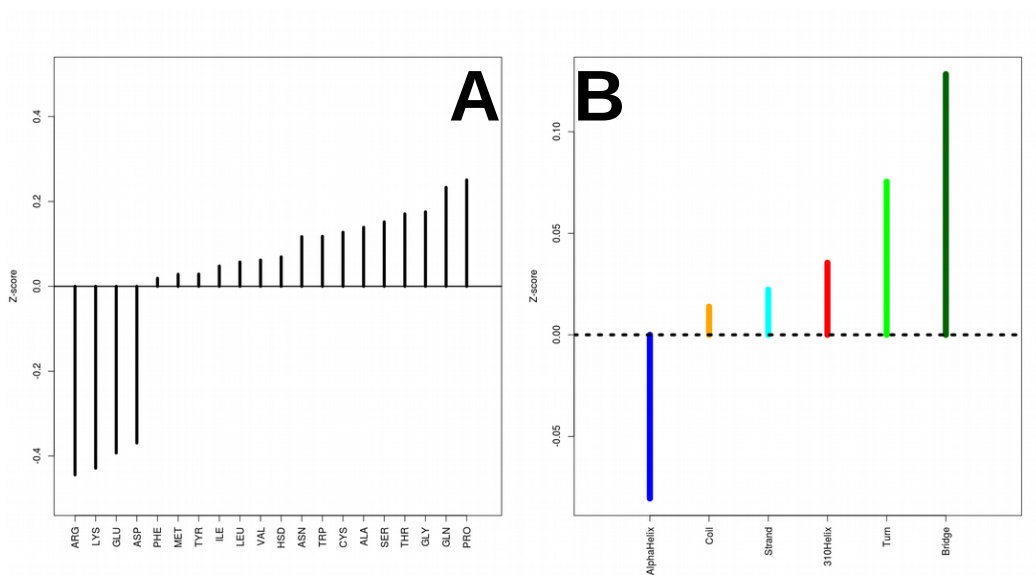 A
Z-score
0.4
0.2
0.0
-0.2
-0.4
ARG LYS GLU ASP PHE MET TYR ILE LEU VAL HSD ASN TRP CYS ALA SER THR GLY GLN PRO
B
Z-score
0.10
0.05
0.00
-0.05
AlphaHelix Coil Strand 310Helix Turn Bridge